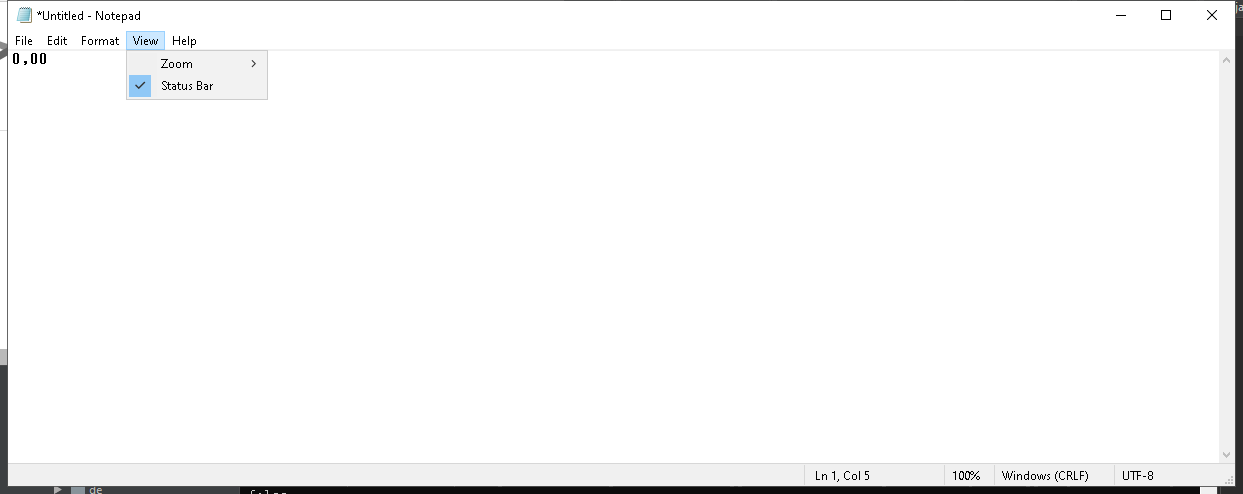 *Untitled - Notepad
File Edit Format View Help
0,00
Zoom
Status Bar
Ln 1, Col 5 100% Windows (CRLF) UTF-8
de